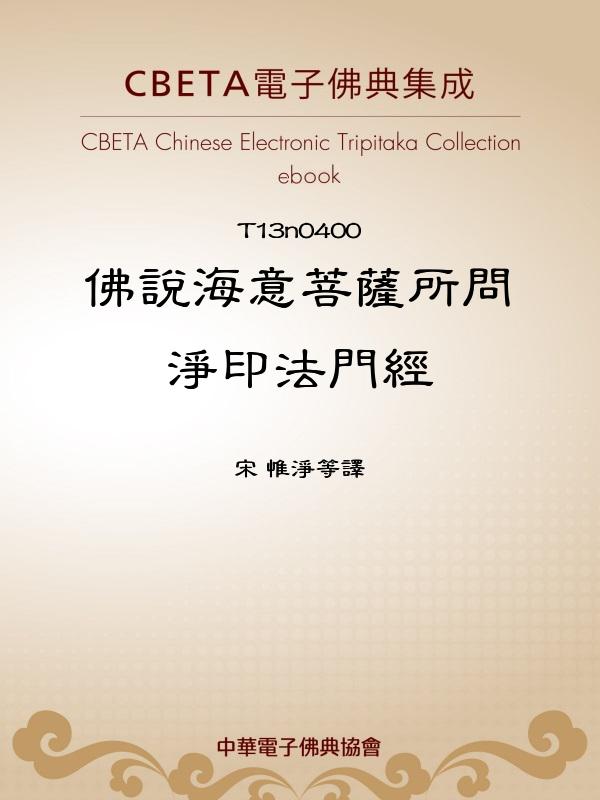 CBETA電子佛典集成
CBETA Chinese Electronic Tripitaka Collection
ebook
T13n0400
佛說海意菩薩所問
淨印法門經
宋 惟淨等譯
中華電子佛典協會